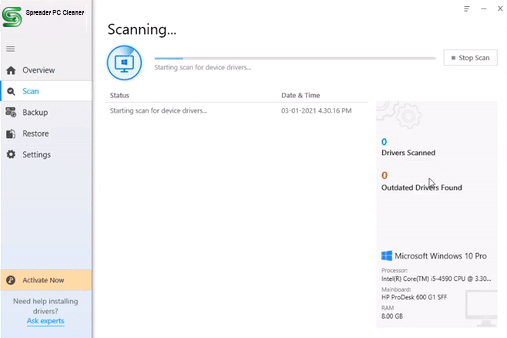 Spreader PC Cleaner
Scanning...
Starting scan for device drivers...
Stop Scan
Overview
Scan
Backup
Restore
Settings
Status
Date & Time
Starting scan for device drivers...
03-01-2021 4.30.16 PM
0
Drivers Scanned
0
Outdated Drivers Found
Microsoft Windows 10 Pro
Processor:
Intel(R) Core(TM) i5-4590 CPU @ 3.30...
Mainboard:
HP ProDesk 600 G1 SFF
RAM
8.00 GB
Activate Now
Need help installing
drivers?
Ask experts